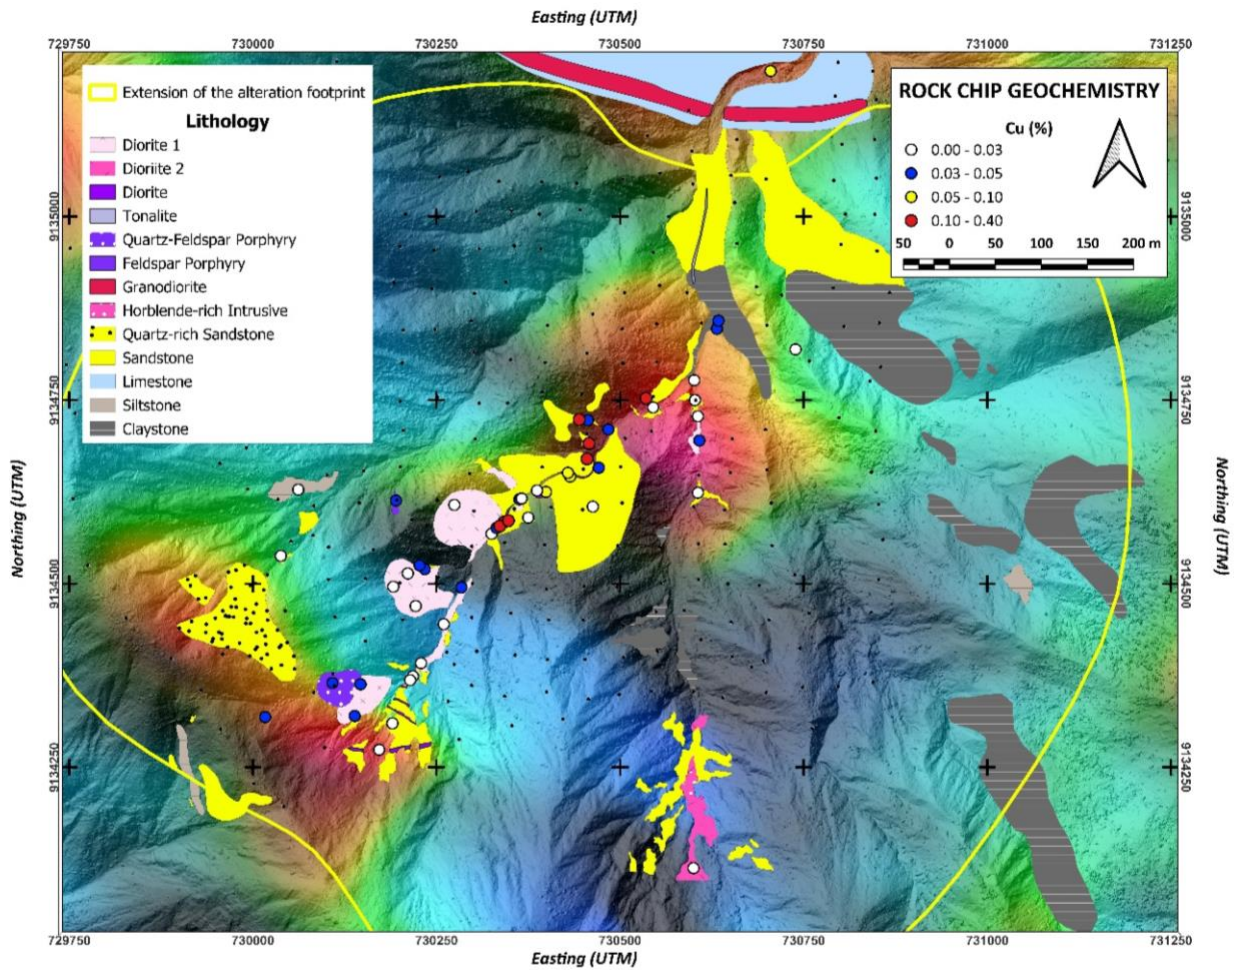 Easting (UTM)
729750 730000 730250 730500 730750 731000 731250
Extension of the alteration footprint
Lithology
Diorite 1
Dioriite 2
Diorite
Tonalite
Quartz-Feldspar Porphyry
Feldspar Porphyry
Granodiorite
Horblende-rich Intrusive
Quartz-rich Sandstone
Sandstone
Limestone
Siltstone
Claystone
ROCK CHIP GEOCHEMISTRY
Cu (%)
0.00 - 0.03
0.03 - 0.05
0.05 - 0.10
0.10 - 0.40
50 0 50 100 150 200 m
Northing (UTM)
9135000
9134750
9134500
9134250
9135000
9134750
9134500
9134250
Northing (UTM)
729750 730000 730250 730500 730750 731000 731250
Easting (UTM)